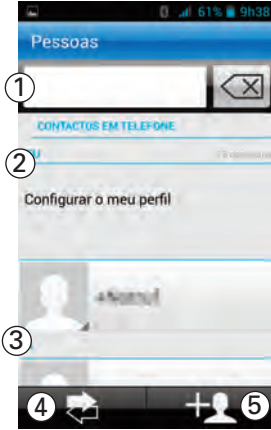 61% 9h38
Pessoas
1
CONTACTOS EM TELEFONE
2
Configurar o meu perfil
3
4
5